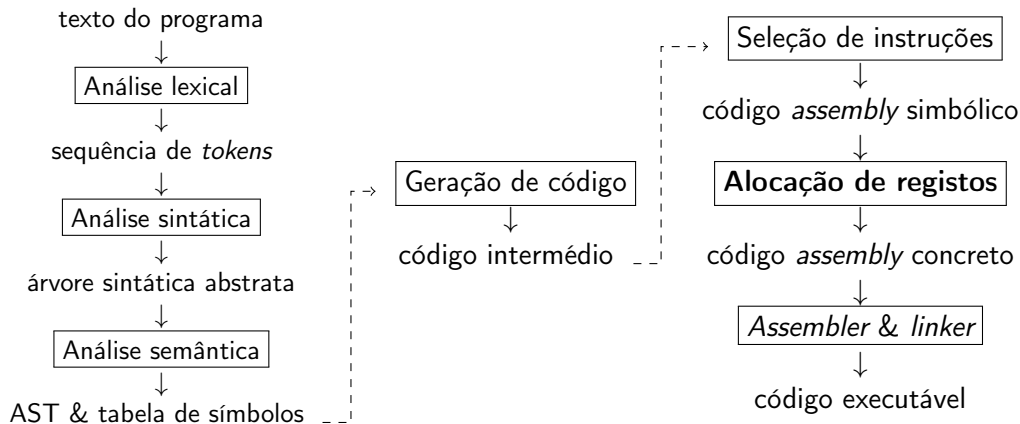 texto do programa
Análise lexical
sequência de tokens
Análise sintática
árvore sintática abstrata
Análise semântica
AST & tabela de símbolos
Geração de código
código intermédio
Seleção de instruções
código assembly simbólico
Alocação de registos
código assembly concreto
Assembler & linker
código executável